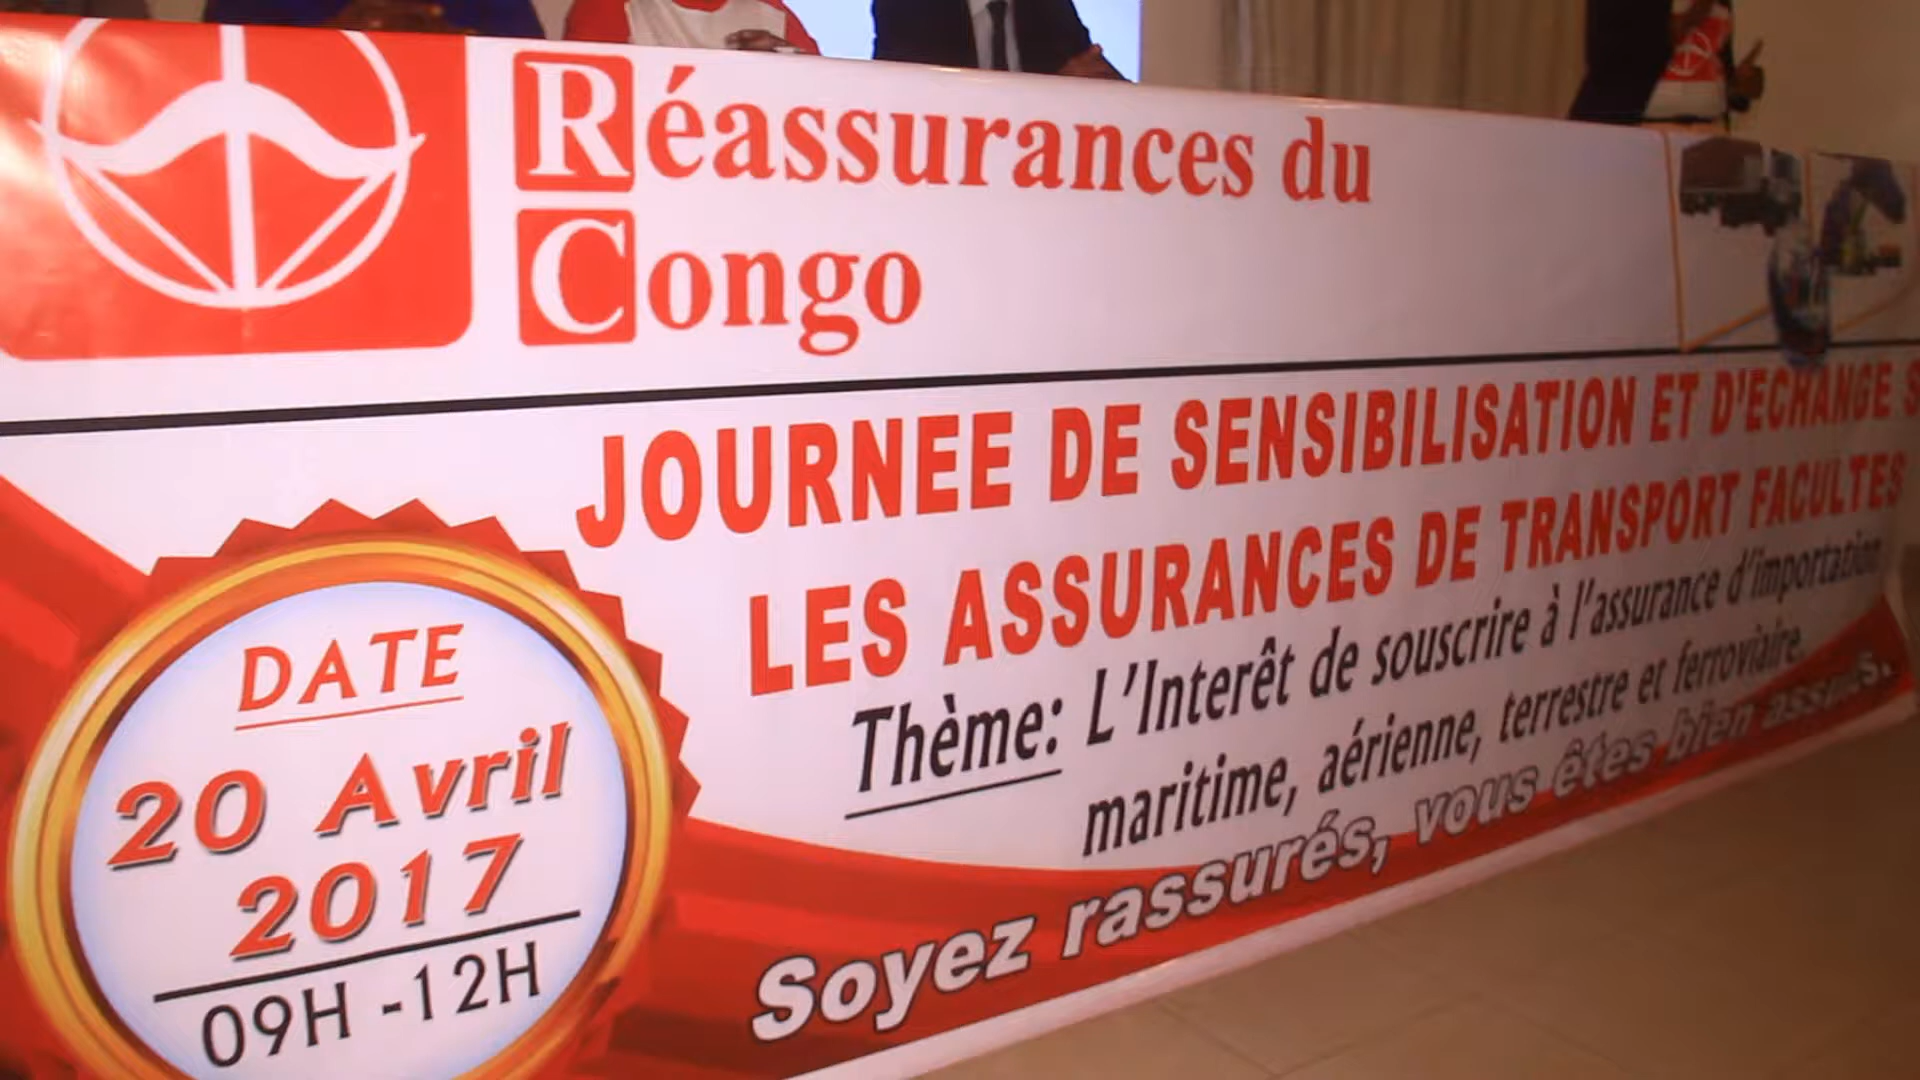 Réassurances du
Congo
JOURNEE DE SENSIBILISATION ET D'ECHANGE S
LES ASSURANCES DE TRANSPORT FACULTES
Thème: L'Interêt de souscrire à l'assurance d'importation
maritime, aérienne, terrestre et ferroviaire.
Soyez rassurés, vous êtes bien assurés.
DATE
20 Avril
2017
09H -12H